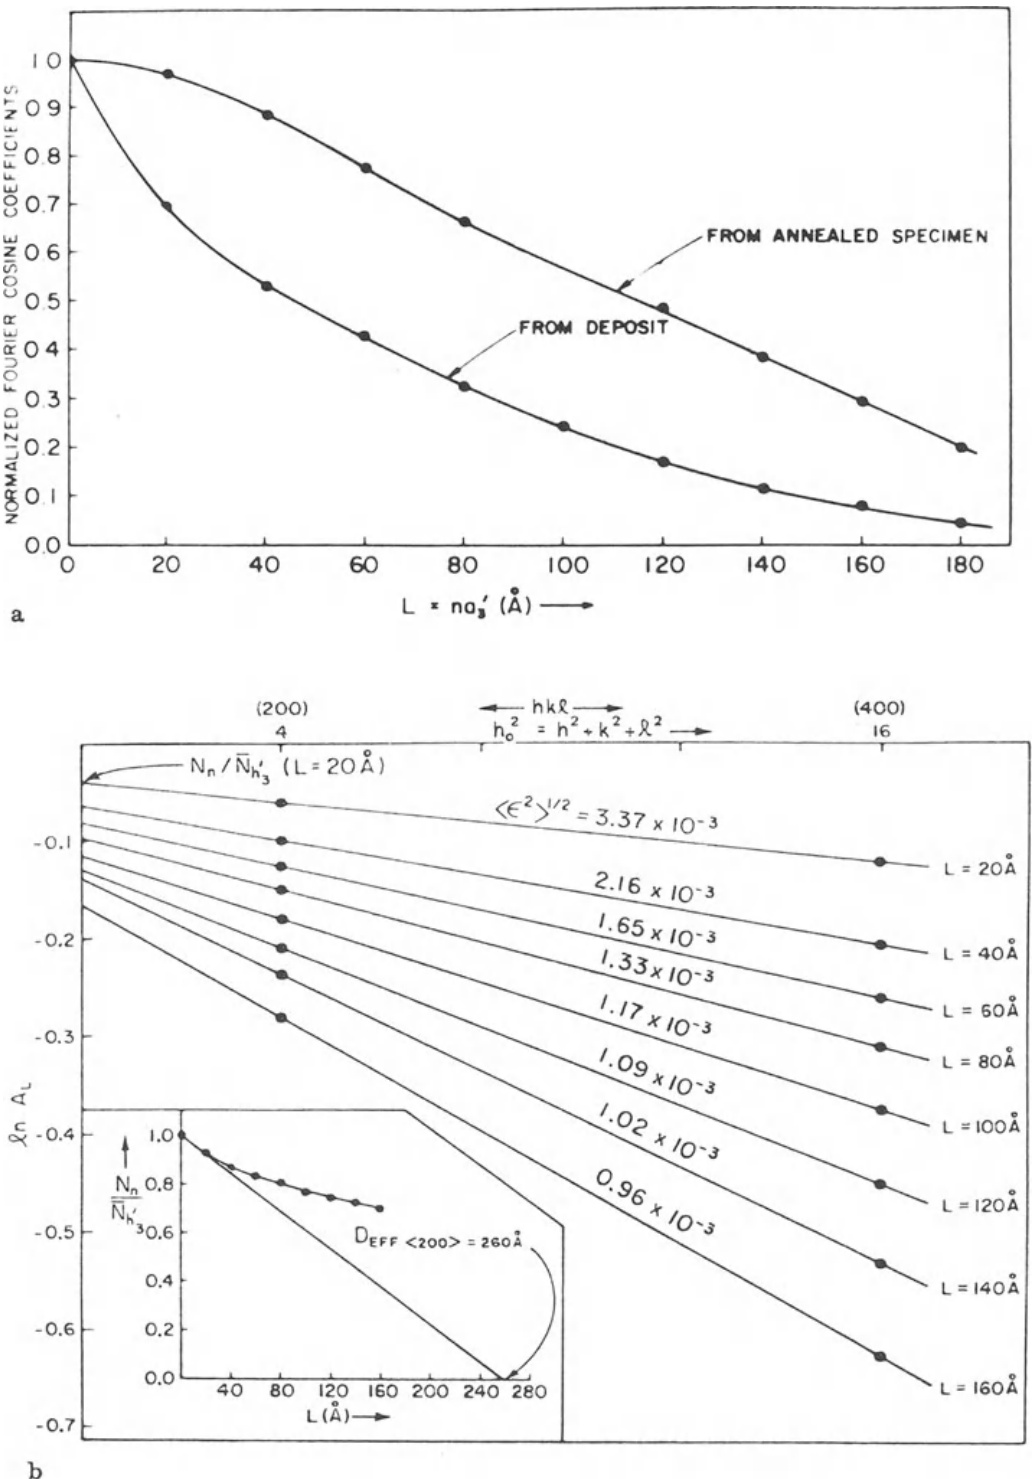 NORMALIZED FOURIER COSINE COEFFICIENTS
1.0
0.9
0.8
0.7
0.6
0.5
0.4
0.3
0.2
0.1
0.0
FROM ANNEALED SPECIMEN
FROM DEPOSIT
0 20 40 60 80 100 120 140 160 180
L = na₃′ (Å) →
a
(200) ← hkl → (400)
4 h₀² = h² + k² + l² → 16
Nₙ / N̄ₕ₃′ (L = 20 Å)
⟨ϵ²⟩^1/2 = 3.37 x 10⁻³
L = 20Å
2.16 x 10⁻³
L = 40Å
1.65 x 10⁻³
L = 60Å
1.33 x 10⁻³
L = 80Å
1.17 x 10⁻³
L = 100Å
1.09 x 10⁻³
L = 120Å
1.02 x 10⁻³
L = 140Å
0.96 x 10⁻³
L = 160Å
ln A_L
-0.1
-0.2
-0.3
-0.4
-0.5
-0.6
-0.7
↑
Nₙ / N̄ₕ₃′
1.0
0.8
0.6
0.4
0.2
0.0
D_EFF <200> = 260Å
40 80 120 160 200 240 280
L (Å) →
b